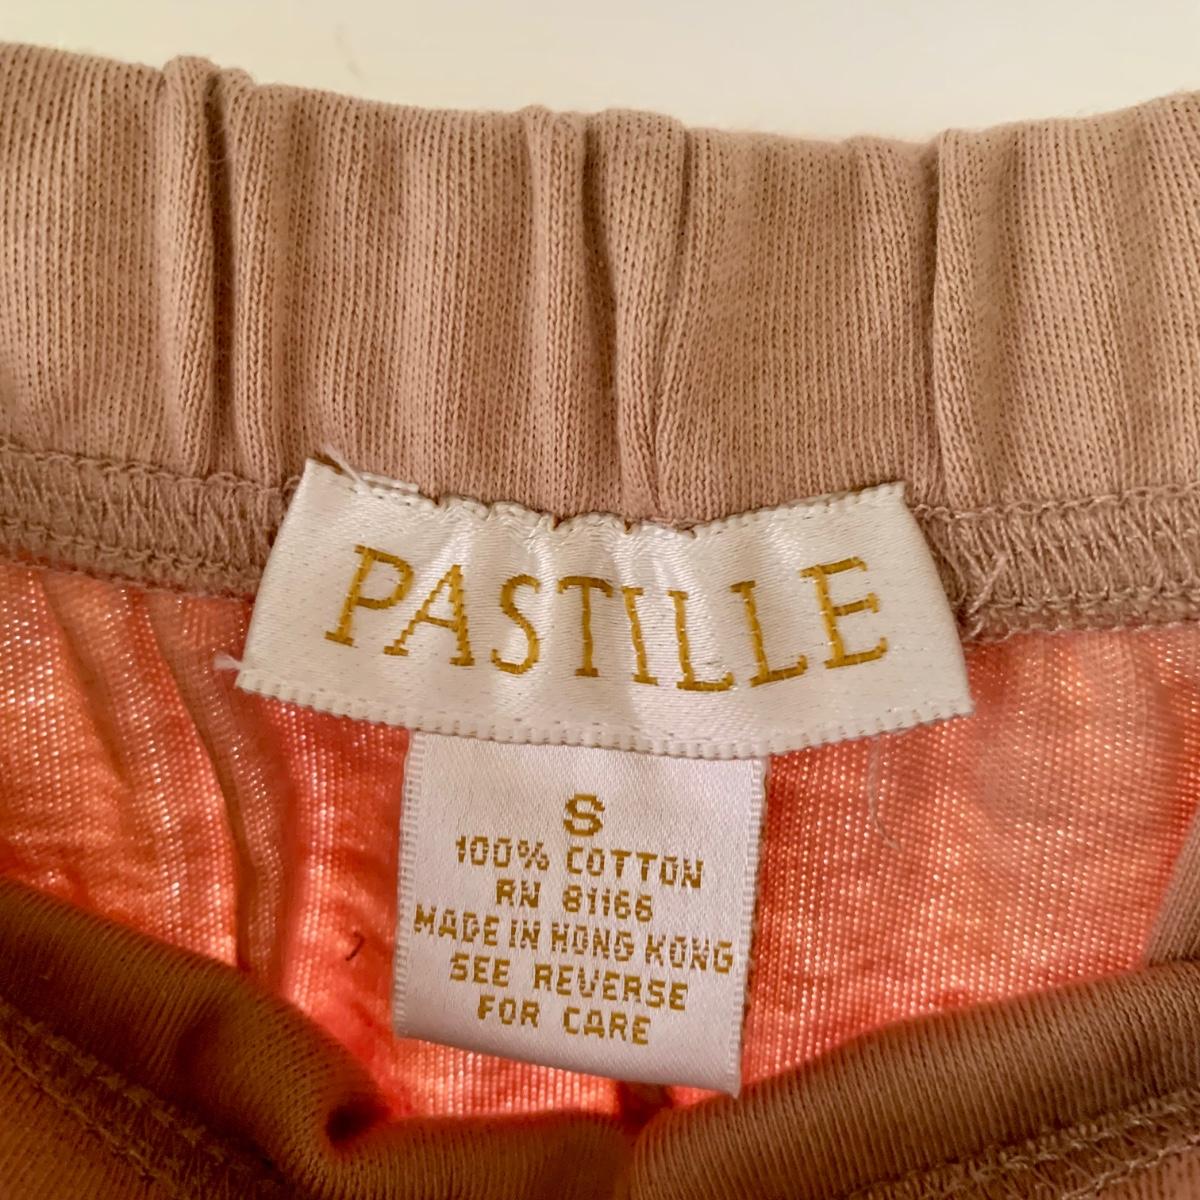 PASTILLE
S
100% COTTON
RN 81166
MADE IN HONG KONG
SEE REVERSE
FOR CARE